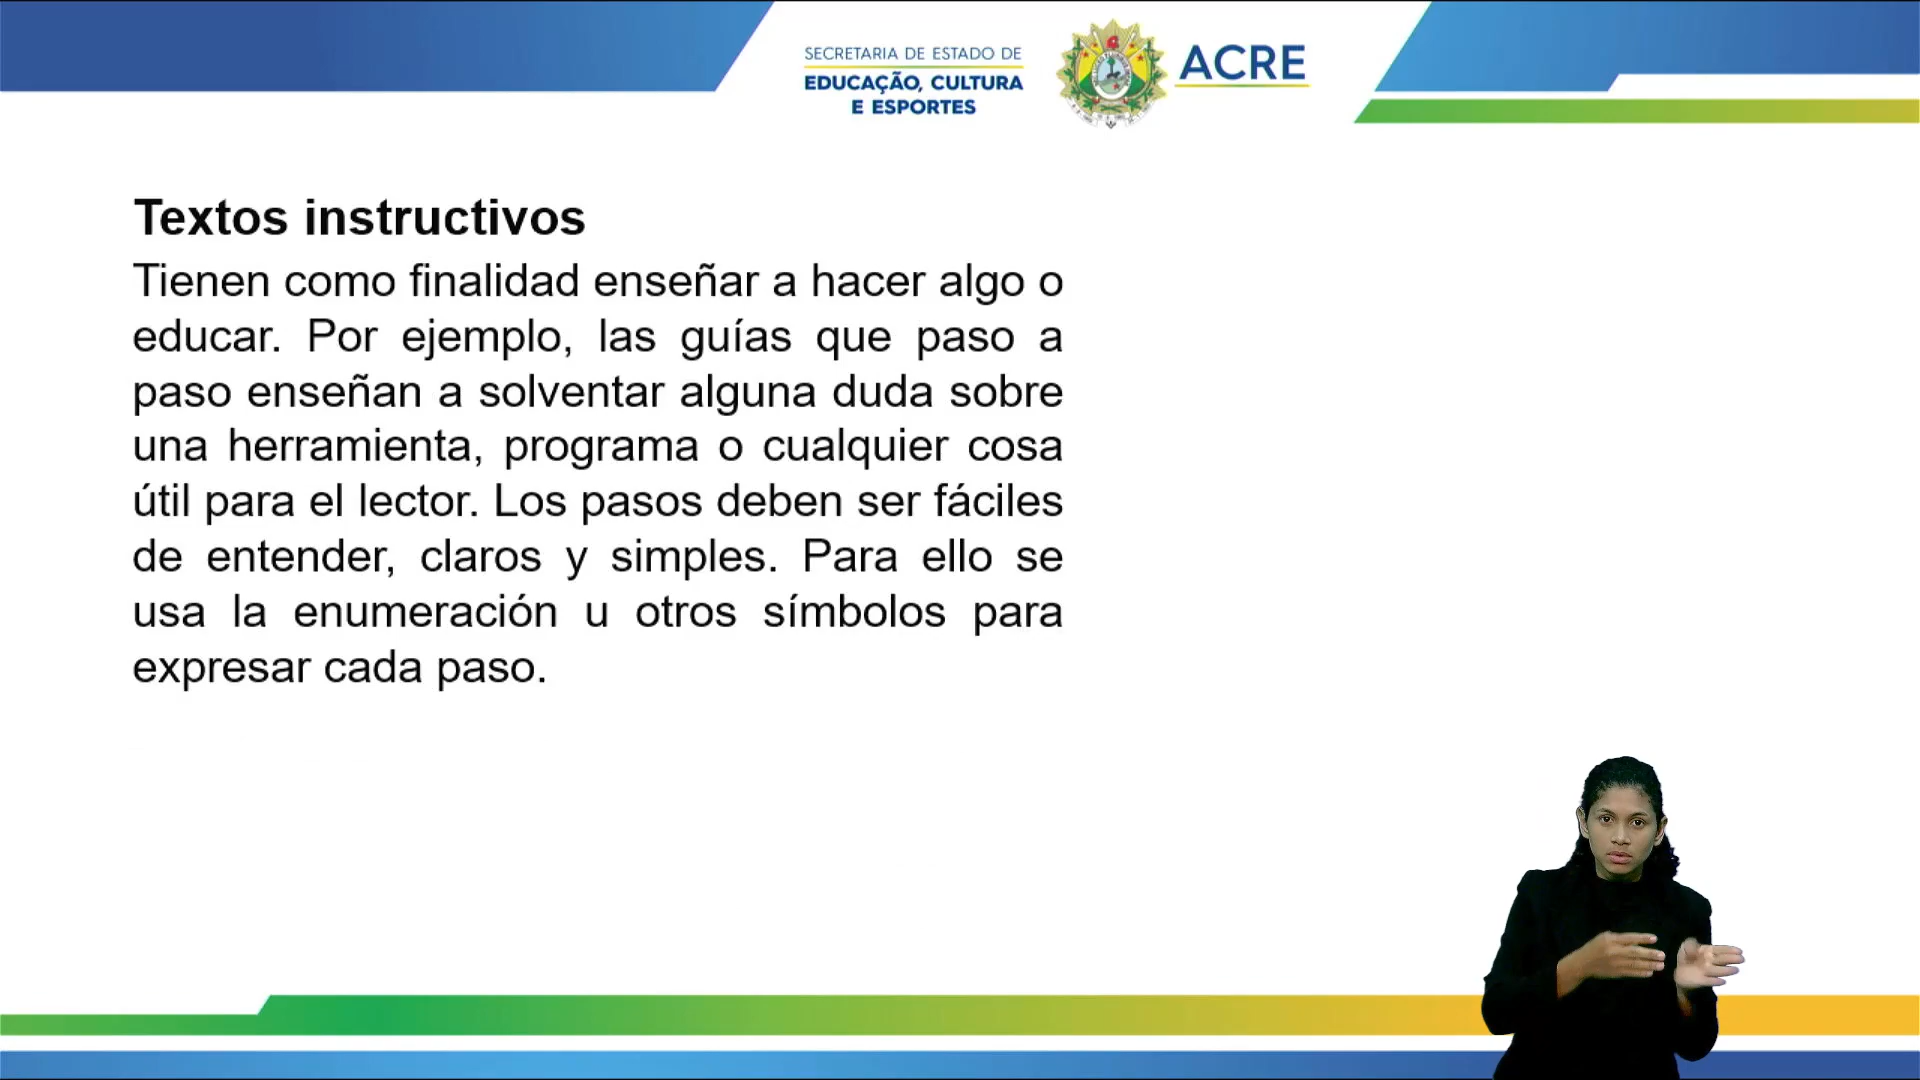 SECRETARIA DE ESTADO DE
EDUCAÇÃO, CULTURA
E ESPORTES
ACRE
Textos instructivos
Tienen como finalidad enseñar a hacer algo o
educar. Por ejemplo, las guías que paso a
paso enseñan a solventar alguna duda sobre
una herramienta, programa o cualquier cosa
útil para el lector. Los pasos deben ser fáciles
de entender, claros y simples. Para ello se
usa la enumeración u otros símbolos para
expresar cada paso.